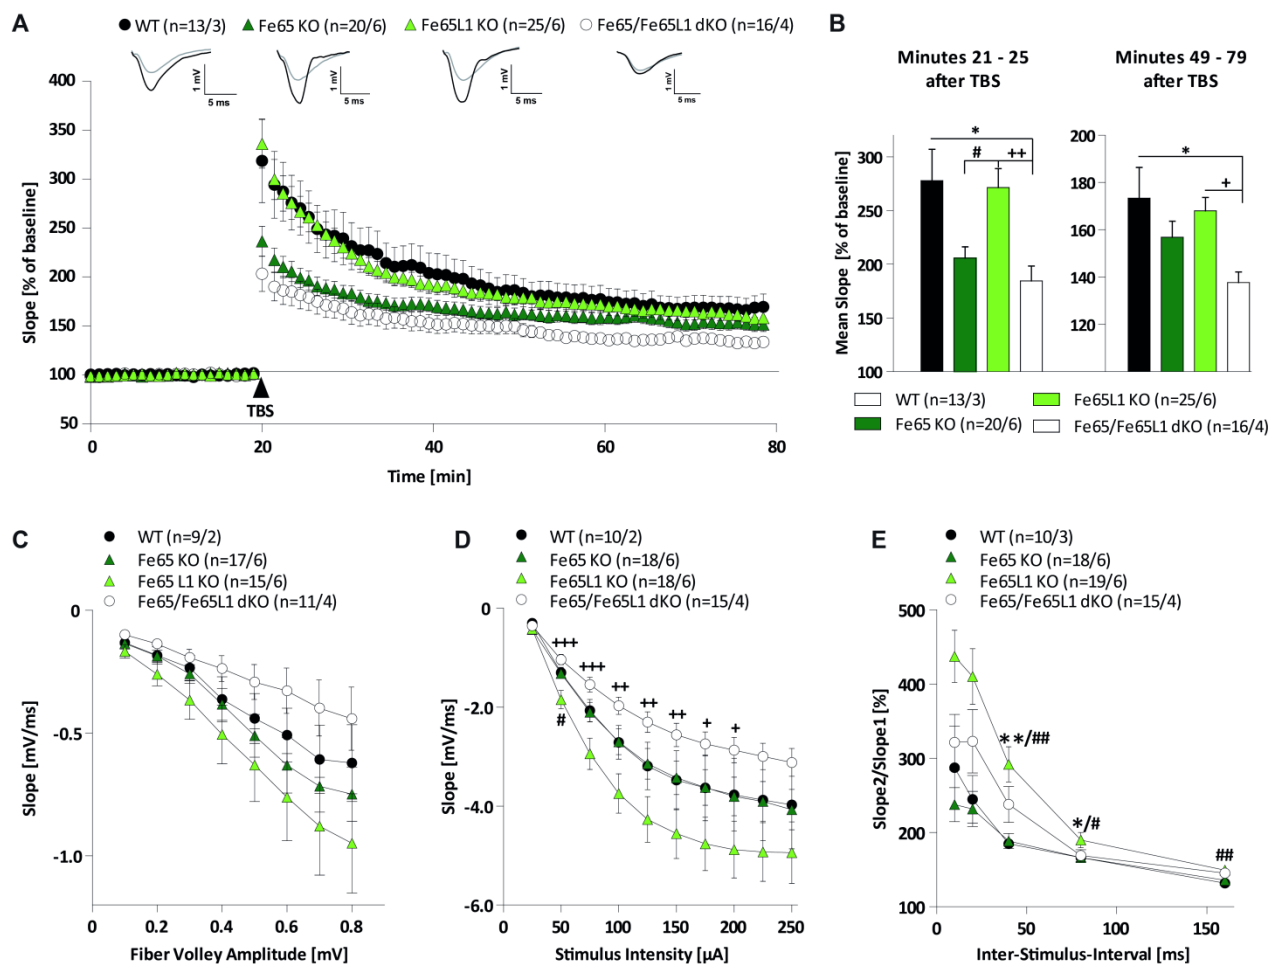 A
WT (n=13/3)
Fe65 KO (n=20/6)
Fe65L1 KO (n=25/6)
Fe65/Fe65L1 dKO (n=16/4)
1 mV
5 ms
1 mV
5 ms
1 mV
5 ms
1 mV
5 ms
Slope [% of baseline]
400
350
300
250
200
150
100
50
TBS
0
20
40
60
80
Time [min]
B
Minutes 21 - 25
after TBS
Minutes 49 - 79
after TBS
Mean Slope [% of baseline]
300
250
200
150
100
*
#
++
200
180
160
140
120
*
+
WT (n=13/3)
Fe65L1 KO (n=25/6)
Fe65 KO (n=20/6)
Fe65/Fe65L1 dKO (n=16/4)
C
WT (n=9/2)
Fe65 KO (n=17/6)
Fe65 L1 KO (n=15/6)
Fe65/Fe65L1 dKO (n=11/4)
Slope [mV/ms]
0
-0.5
-1.0
0
0.2
0.4
0.6
0.8
Fiber Volley Amplitude [mV]
D
WT (n=10/2)
Fe65 KO (n=18/6)
Fe65L1 KO (n=18/6)
Fe65/Fe65L1 dKO (n=15/4)
Slope [mV/ms]
0
-2.0
-4.0
-6.0
+++
+++
++
++
++
+
+
#
0
50
100
150
200
250
Stimulus Intensity [µA]
E
WT (n=10/3)
Fe65 KO (n=18/6)
Fe65L1 KO (n=19/6)
Fe65/Fe65L1 dKO (n=15/4)
Slope2/Slope1 [%]
500
400
300
200
100
**/##
*/#
##
0
50
100
150
Inter-Stimulus-Interval [ms]